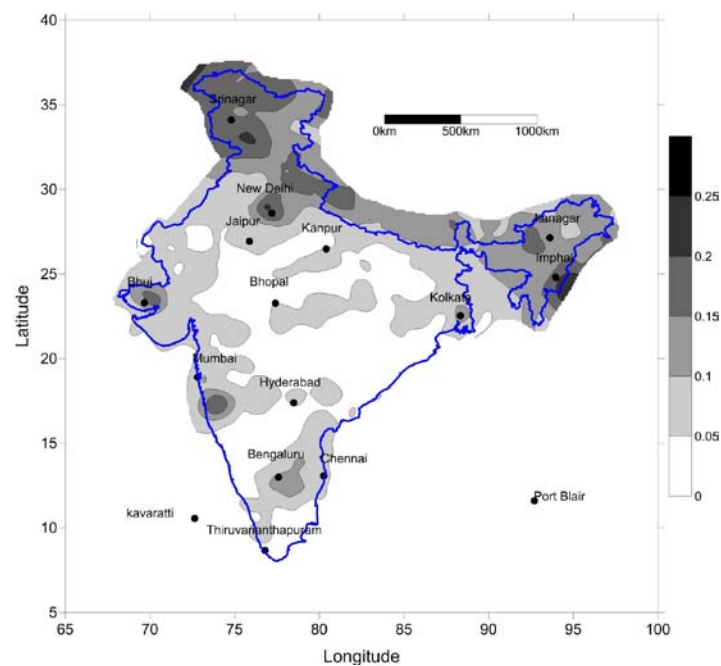 40
35
30
25
20
15
10
5
Latitude
65
70
75
80
85
90
95
100
Longitude
Srinagar
0km
500km
1000km
New Delhi
Jaipur
Kanpur
Itanagar
Imphal
Bhuj
Bhopal
Kolkata
Mumbai
Hyderabad
Bengaluru
Chennai
kavaratti
Port Blair
Thiruvananthapuram
0.25
0.2
0.15
0.1
0.05
0